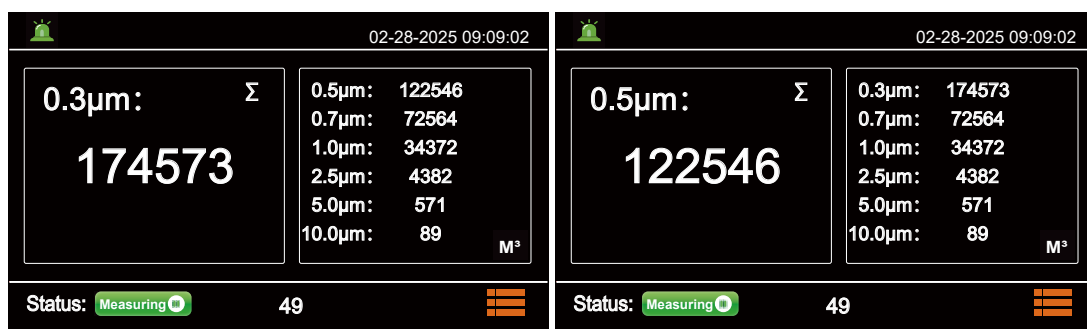 02-28-2025 09:09:02
0.3µm: Σ
174573
0.5µm: 122546
0.7µm: 72564
1.0µm: 34372
2.5µm: 4382
5.0µm: 571
10.0µm: 89
M³
Status: Measuring 49
02-28-2025 09:09:02
0.5µm: Σ
122546
0.3µm: 174573
0.7µm: 72564
1.0µm: 34372
2.5µm: 4382
5.0µm: 571
10.0µm: 89
M³
Status: Measuring 49